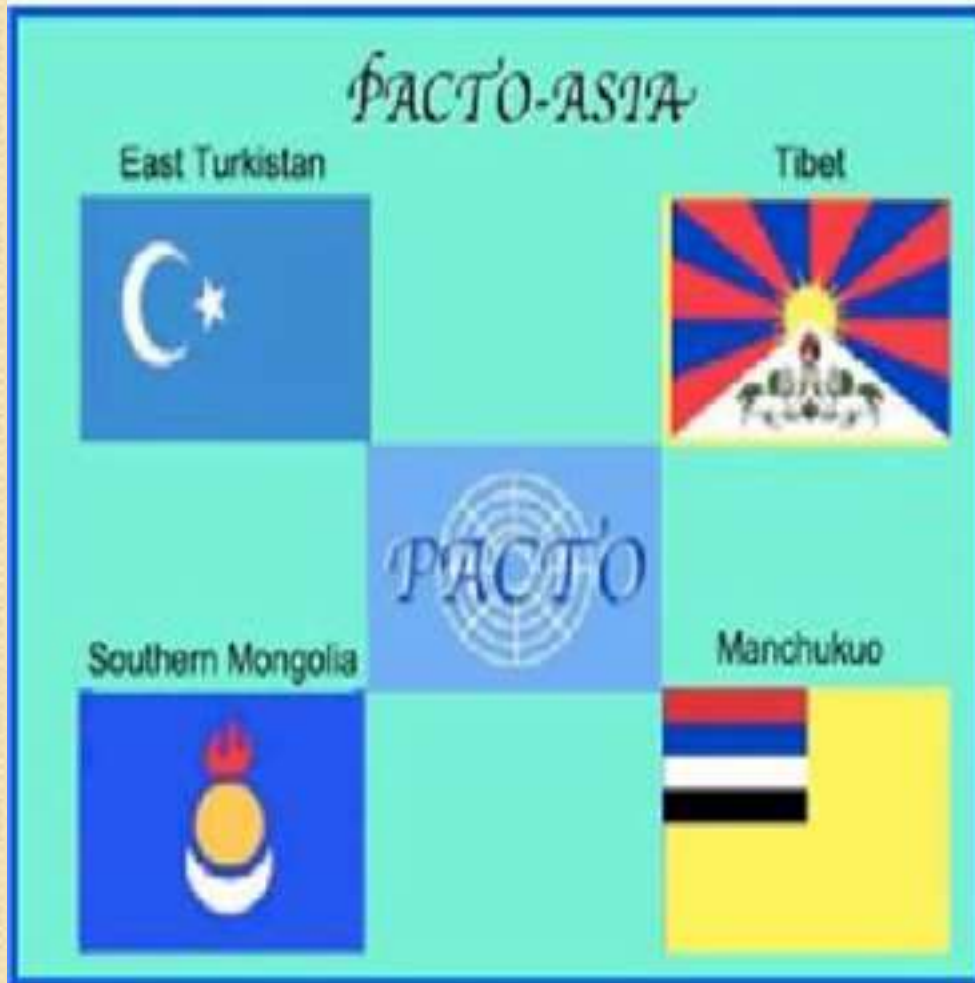 PACTO-ASIA
East Turkistan
Tibet
PACTO
Southern Mongolia
Manchukuo